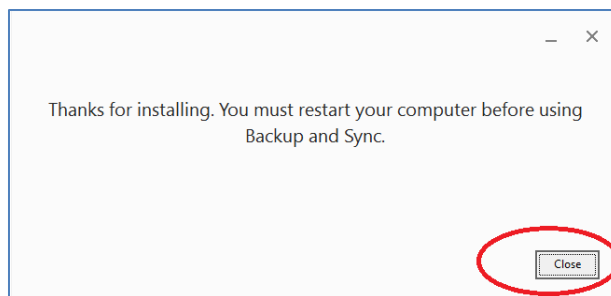 Thanks for installing. You must restart your computer before using
Backup and Sync.
Close